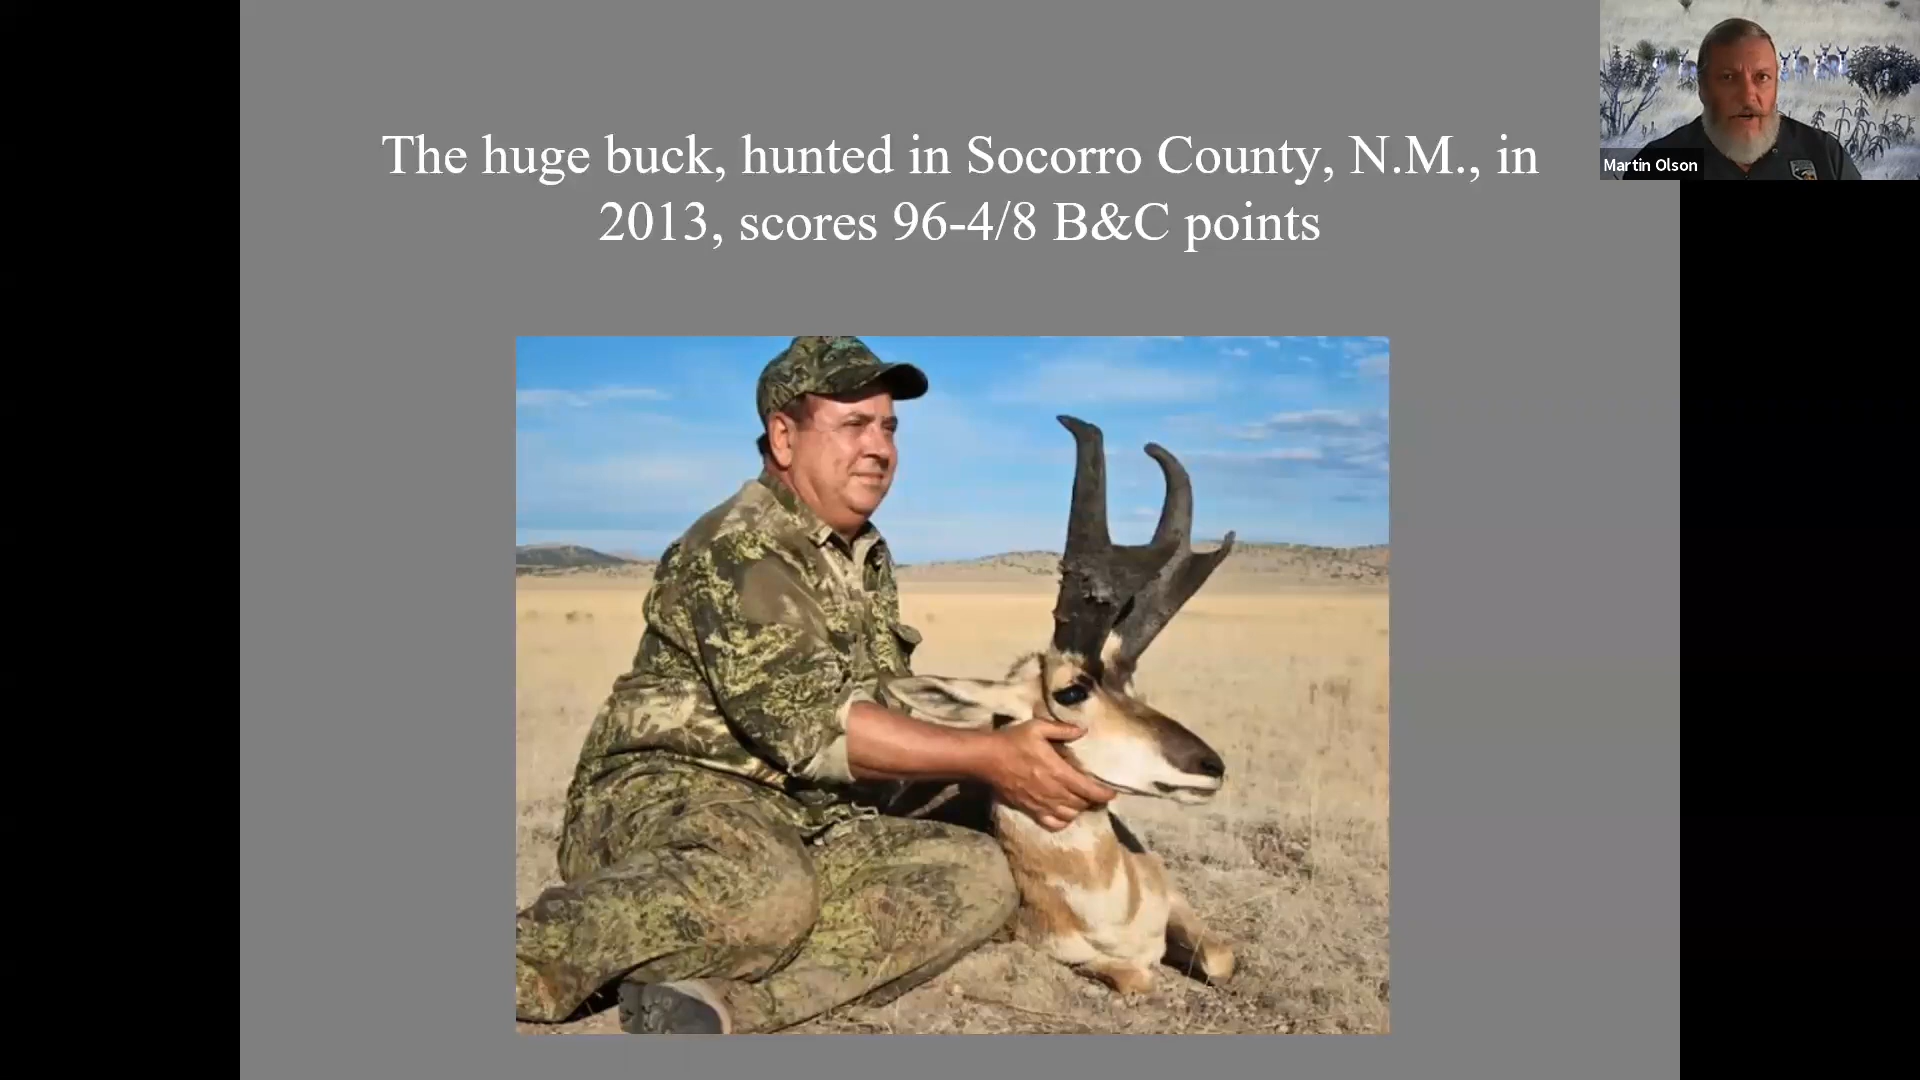 The huge buck, hunted in Socorro County, N.M., in
2013, scores 96-4/8 B&C points
Martin Olson